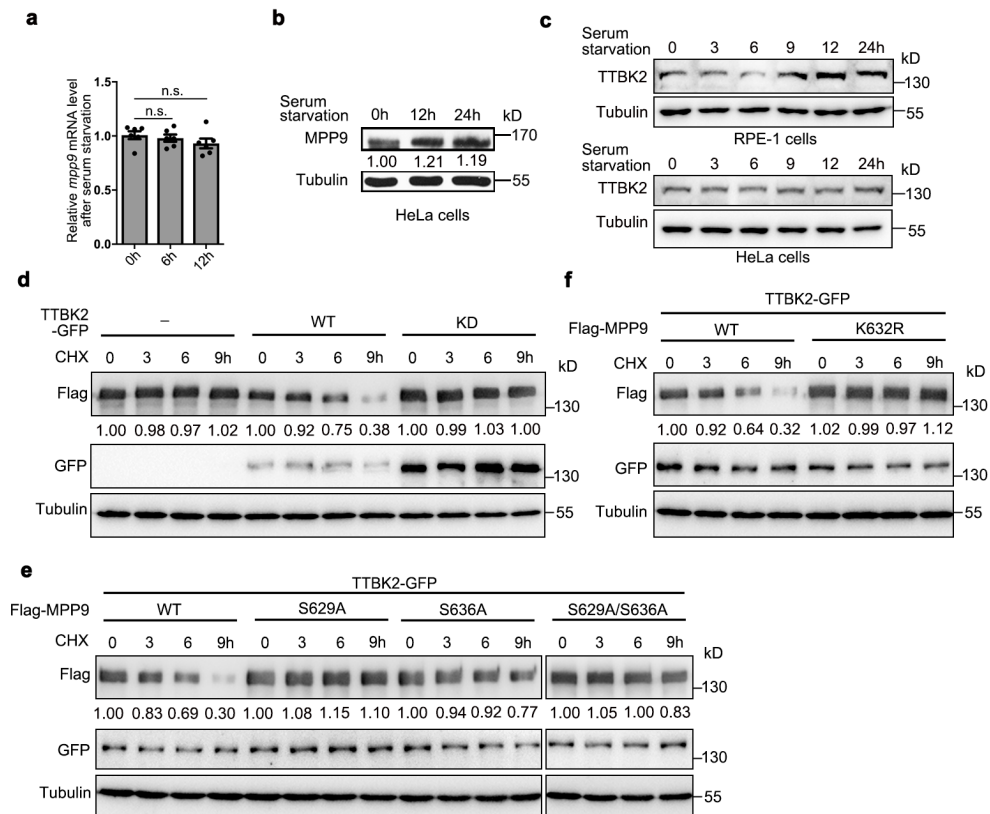 a
Relative mpp9 mRNA level
after serum starvation
1.5
1.0
0.5
0.0
n.s.
n.s.
0h 6h 12h
b
Serum
starvation 0h 12h 24h kD
MPP9 170
1.00 1.21 1.19
Tubulin 55
HeLa cells
c
Serum
starvation 0 3 6 9 12 24h
kD
TTBK2 130
Tubulin 55
RPE-1 cells
Serum
starvation 0 3 6 9 12 24h
TTBK2 130
Tubulin 55
HeLa cells
d
TTBK2
-GFP – WT KD
CHX 0 3 6 9h 0 3 6 9h 0 3 6 9h
kD
Flag 130
1.00 0.98 0.97 1.02 1.00 0.92 0.75 0.38 1.00 0.99 1.03 1.00
GFP 130
Tubulin 55
f
TTBK2-GFP
Flag-MPP9 WT K632R
CHX 0 3 6 9h 0 3 6 9h
kD
Flag 130
1.00 0.92 0.64 0.32 1.02 0.99 0.97 1.12
GFP 130
Tubulin 55
e
TTBK2-GFP
Flag-MPP9 WT S629A S636A S629A/S636A
CHX 0 3 6 9h 0 3 6 9h 0 3 6 9h 0 3 6 9h
kD
Flag 130
1.00 0.83 0.69 0.30 1.00 1.08 1.15 1.10 1.00 0.94 0.92 0.77 1.00 1.05 1.00 0.83
GFP 130
Tubulin 55